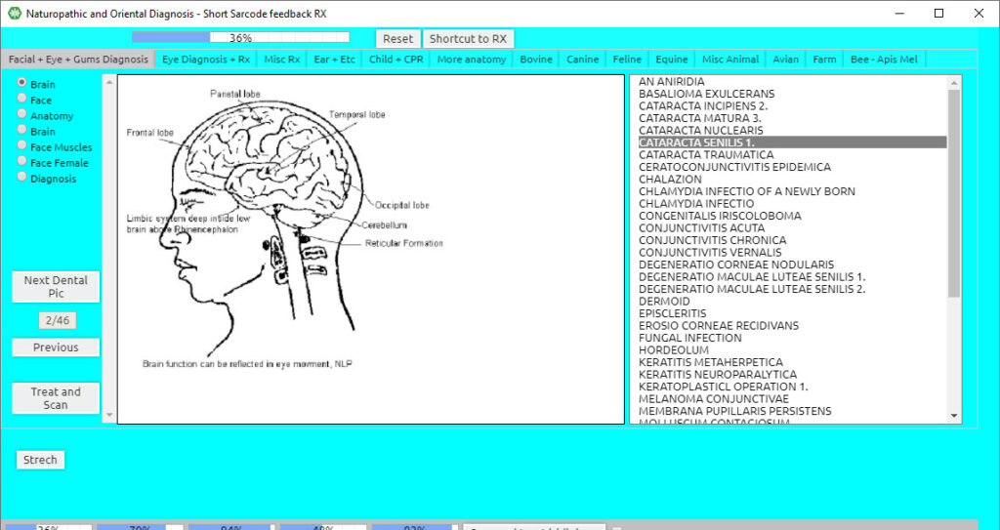 Naturopathic and Oriental Diagnosis - Short Sarcode feedback RX
36%
Reset
Shortcut to RX
Facial + Eye + Gums Diagnosis
Eye Diagnosis + Rx
Misc Rx
Ear + Etc
Child + CPR
More anatomy
Bovine
Canine
Feline
Equine
Misc Animal
Avian
Farm
Bee - Apis Mel
Brain
Face
Anatomy
Brain
Face Muscles
Face Female
Diagnosis
Next Dental
Pic
2/46
Previous
Treat and
Scan
Parietal lobe
Temporal lobe
Frontal lobe
Occipital lobe
Limbic system deep inside low
brain above Rhinencephalon
Cerebellum
Reticular Formation
Brain function can be reflected in eye movment, NLP
AN ANIRIDIA
BASALIOMA EXULCERANS
CATARACTA INCIPIENS 2.
CATARACTA MATURA 3.
CATARACTA NUCLEARIS
CATARACTA SENILIS 1.
CATARACTA TRAUMATICA
CERATOCONJUNCTIVITIS EPIDEMICA
CHALAZION
CHLAMYDIA INFECTIO OF A NEWLY BORN
CHLAMYDIA INFECTIO
CONGENITALIS IRISCOLOBOMA
CONJUNCTIVITIS ACUTA
CONJUNCTIVITIS CHRONICA
CONJUNCTIVITIS VERNALIS
DEGENERATIO CORNEAE NODULARIS
DEGENERATIO MACULAE LUTEAE SENILIS 1.
DEGENERATIO MACULAE LUTEAE SENILIS 2.
DERMOID
EPISCLERITIS
EROSIO CORNEAE RECIDIVANS
FUNGAL INFECTION
HORDEOLUM
KERATITIS METAHERPETICA
KERATITIS NEUROPARALYTICA
KERATOPLASTICL OPERATION 1.
MELANOMA CONJUNCTIVAE
MEMBRANA PUPILLARIS PERSISTENS
MOLLUSCUM CONTAGIOSUM
Strech